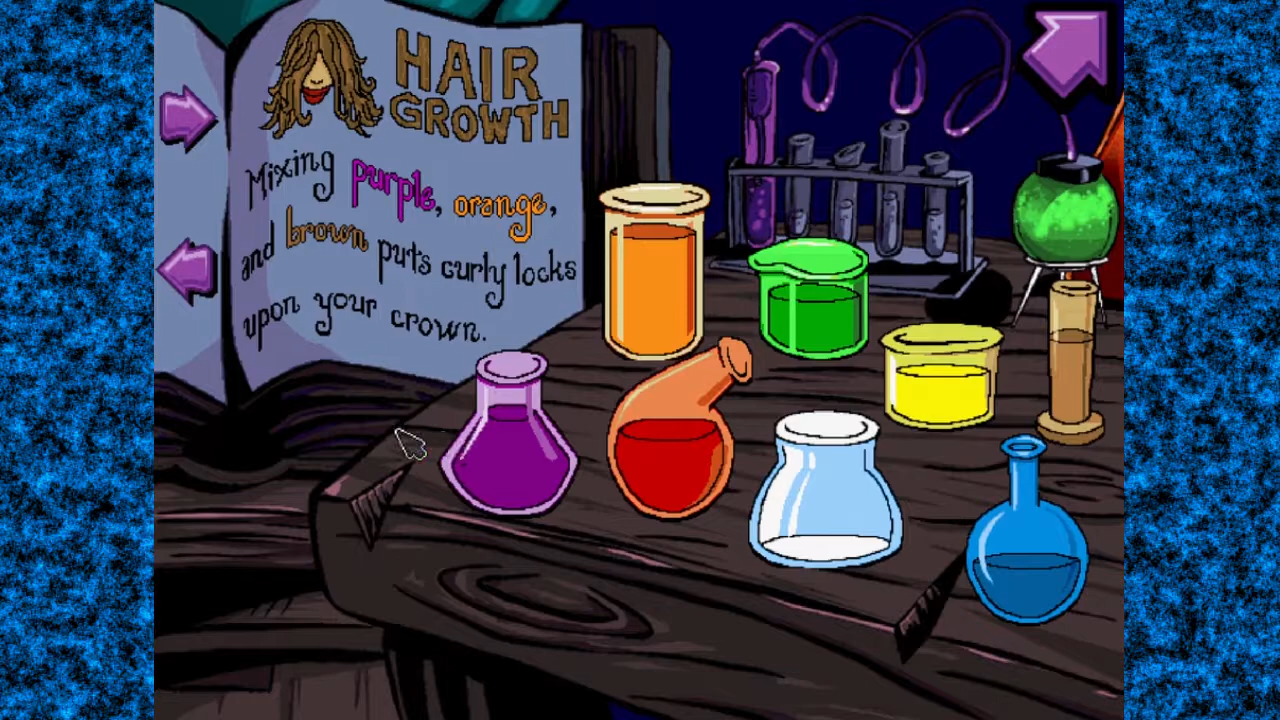 HAIR
GROWTH
Mixing purple, orange,
and brown puts curly locks
upon your crown.